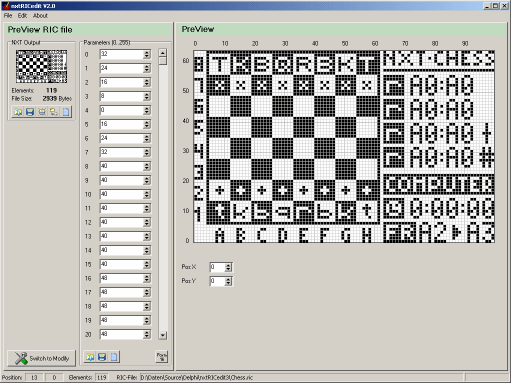 nxtRICedit V2.0
File Edit About
PreView RIC file
PreView
NXT Output
Elements: 119
File Size: 2939 Bytes
Parameters [0..255]
0 32
1 24
2 16
3 8
4 0
5 16
6 24
7 32
8 40
9 40
10 40
11 40
12 40
13 40
14 40
15 40
16 48
17 48
18 48
19 48
20 48
0 10 20 30 40 50 60 70 80 90
60
50
40
30
20
10
0
8 T K B Q R B K T
7
6
5
4
3
2
1 t k b q r b k t
A B C D E F G H
NXT-CHESS
A0:A0
A0:A0
A0:A0 +
A0:A0 #
COMPUTER
0:00:00
A2 A3
Pos X 0
Pos Y 0
Switch to Modify
Position: 13 0 Elements: 119 RIC-File: D:\Daten\Source\Delphi\nxtRICedit3\Chess.ric